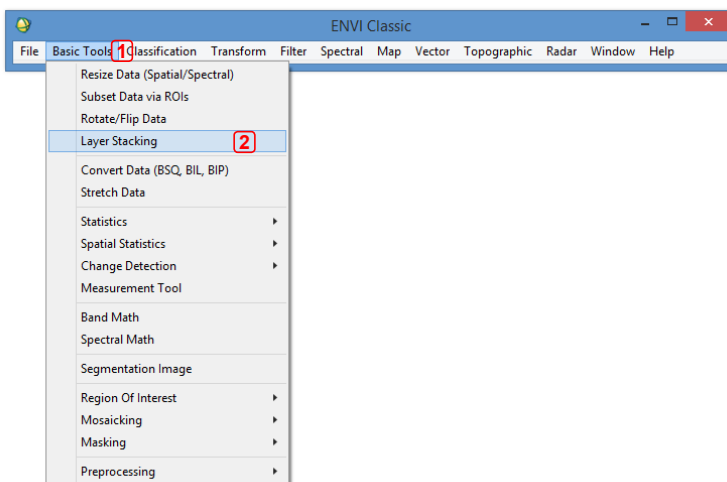 ENVI Classic
File Basic Tools 1 Classification Transform Filter Spectral Map Vector Topographic Radar Window Help
Resize Data (Spatial/Spectral)
Subset Data via ROIs
Rotate/Flip Data
Layer Stacking 2
Convert Data (BSQ, BIL, BIP)
Stretch Data
Statistics
Spatial Statistics
Change Detection
Measurement Tool
Band Math
Spectral Math
Segmentation Image
Region Of Interest
Mosaicking
Masking
Preprocessing